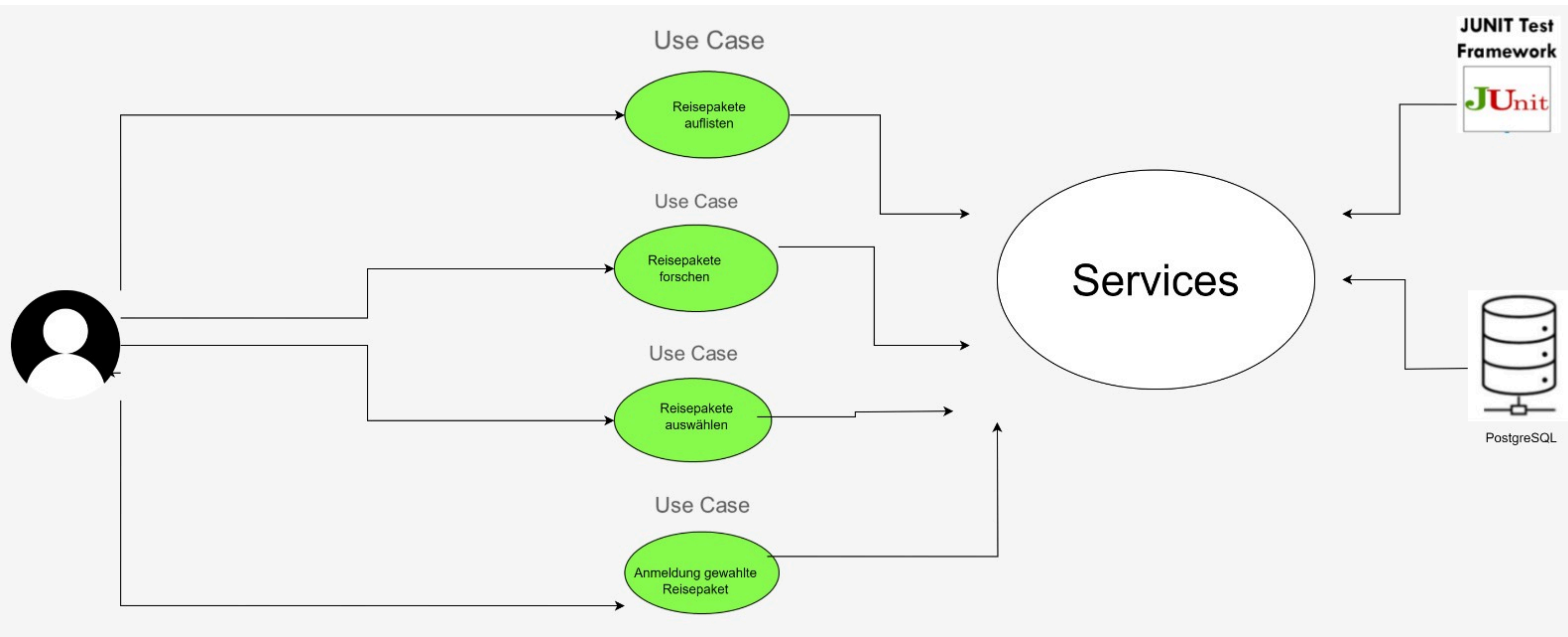 Use Case
Reisepakete
auflisten
Use Case
Reisepakete
forschen
Use Case
Reisepakete
auswählen
Use Case
Anmeldung gewahlte
Reisepaket
Services
JUNIT Test
Framework
JUnit
PostgreSQL